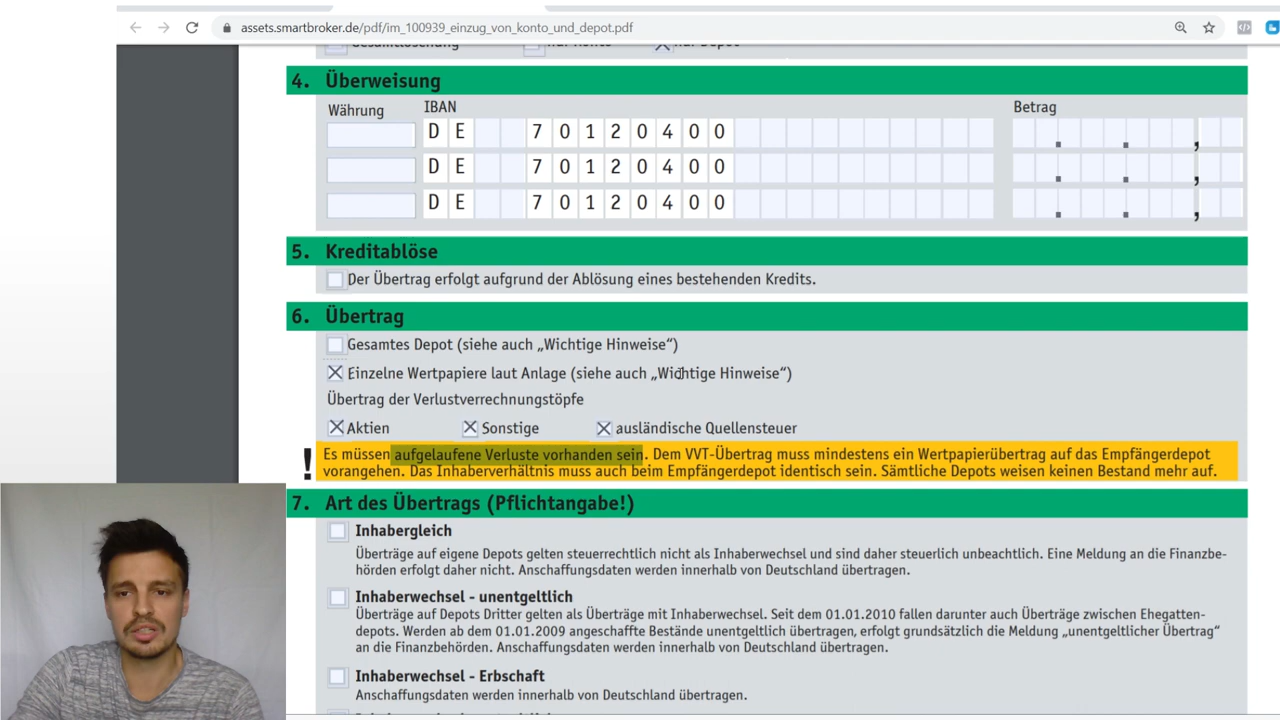 assets.smartbroker.de/pdf/im_100939_einzug_von_konto_und_depot.pdf
4. Überweisung
Währung IBAN Betrag
D E 7 0 1 2 0 4 0 0 . . ,
D E 7 0 1 2 0 4 0 0 . . ,
D E 7 0 1 2 0 4 0 0 . . ,
5. Kreditablöse
Der Übertrag erfolgt aufgrund der Ablösung eines bestehenden Kredits.
6. Übertrag
Gesamtes Depot (siehe auch „Wichtige Hinweise“)
Einzelne Wertpapiere laut Anlage (siehe auch „Wichtige Hinweise“)
Übertrag der Verlustverrechnungstöpfe
Aktien Sonstige ausländische Quellensteuer
! Es müssen aufgelaufene Verluste vorhanden sein. Dem VVT-Übertrag muss mindestens ein Wertpapierübertrag auf das Empfängerdepot
vorangehen. Das Inhaberverhältnis muss auch beim Empfängerdepot identisch sein. Sämtliche Depots weisen keinen Bestand mehr auf.
7. Art des Übertrags (Pflichtangabe!)
Inhabergleich
Überträge auf eigene Depots gelten steuerrechtlich nicht als Inhaberwechsel und sind daher steuerlich unbeachtlich. Eine Meldung an die Finanzbe-
hörden erfolgt daher nicht. Anschaffungsdaten werden innerhalb von Deutschland übertragen.
Inhaberwechsel - unentgeltlich
Überträge auf Depots Dritter gelten als Überträge mit Inhaberwechsel. Seit dem 01.01.2010 fallen darunter auch Überträge zwischen Ehegatten-
depots. Werden ab dem 01.01.2009 angeschaffte Bestände unentgeltlich übertragen, erfolgt grundsätzlich die Meldung „unentgeltlicher Übertrag“
an die Finanzbehörden. Anschaffungsdaten werden innerhalb von Deutschland übertragen.
Inhaberwechsel - Erbschaft
Anschaffungsdaten werden innerhalb von Deutschland übertragen.